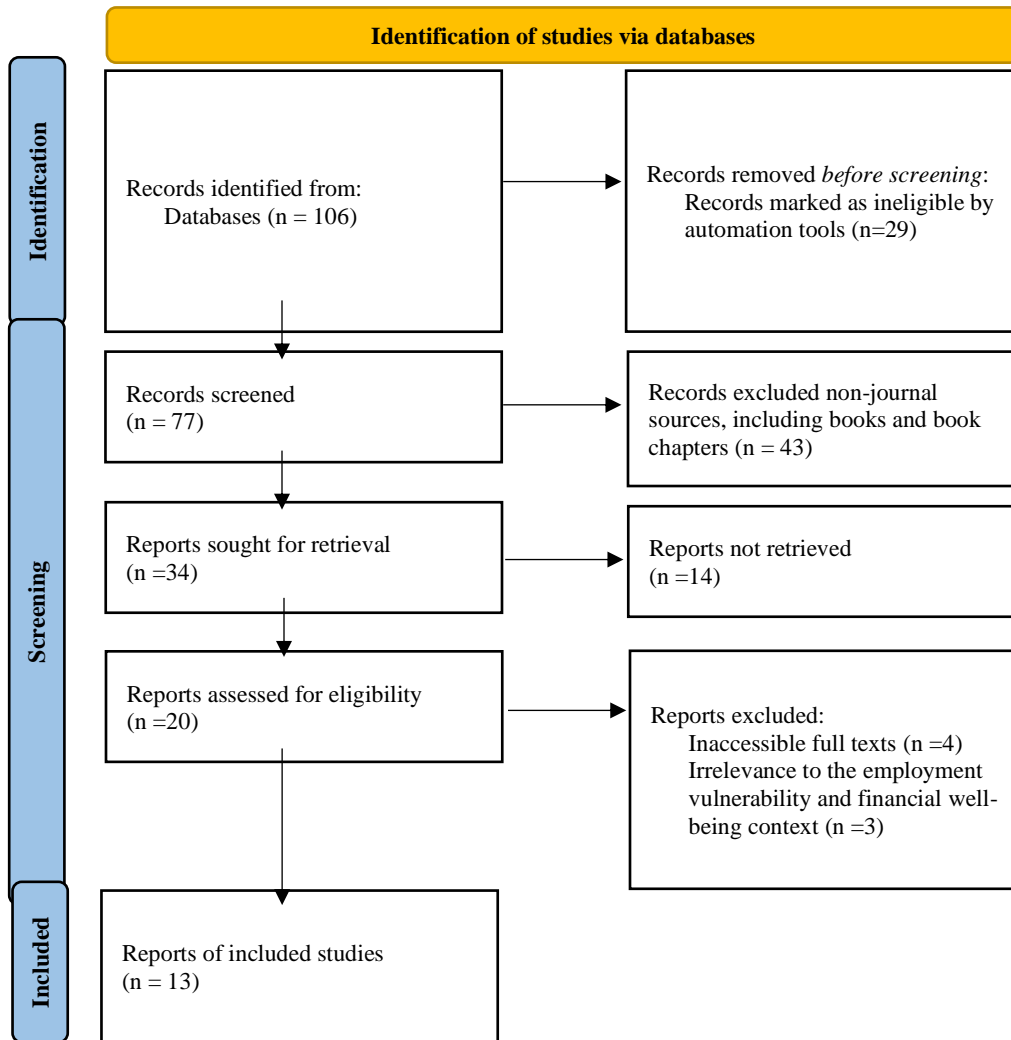 Identification of studies via databases
Identification
Records identified from:
Databases (n = 106)
Records removed before screening:
Records marked as ineligible by
automation tools (n=29)
Screening
Records screened
(n = 77)
Records excluded non-journal
sources, including books and book
chapters (n = 43)
Reports sought for retrieval
(n =34)
Reports not retrieved
(n =14)
Reports assessed for eligibility
(n =20)
Reports excluded:
Inaccessible full texts (n =4)
Irrelevance to the employment
vulnerability and financial well-
being context (n =3)
Included
Reports of included studies
(n = 13)